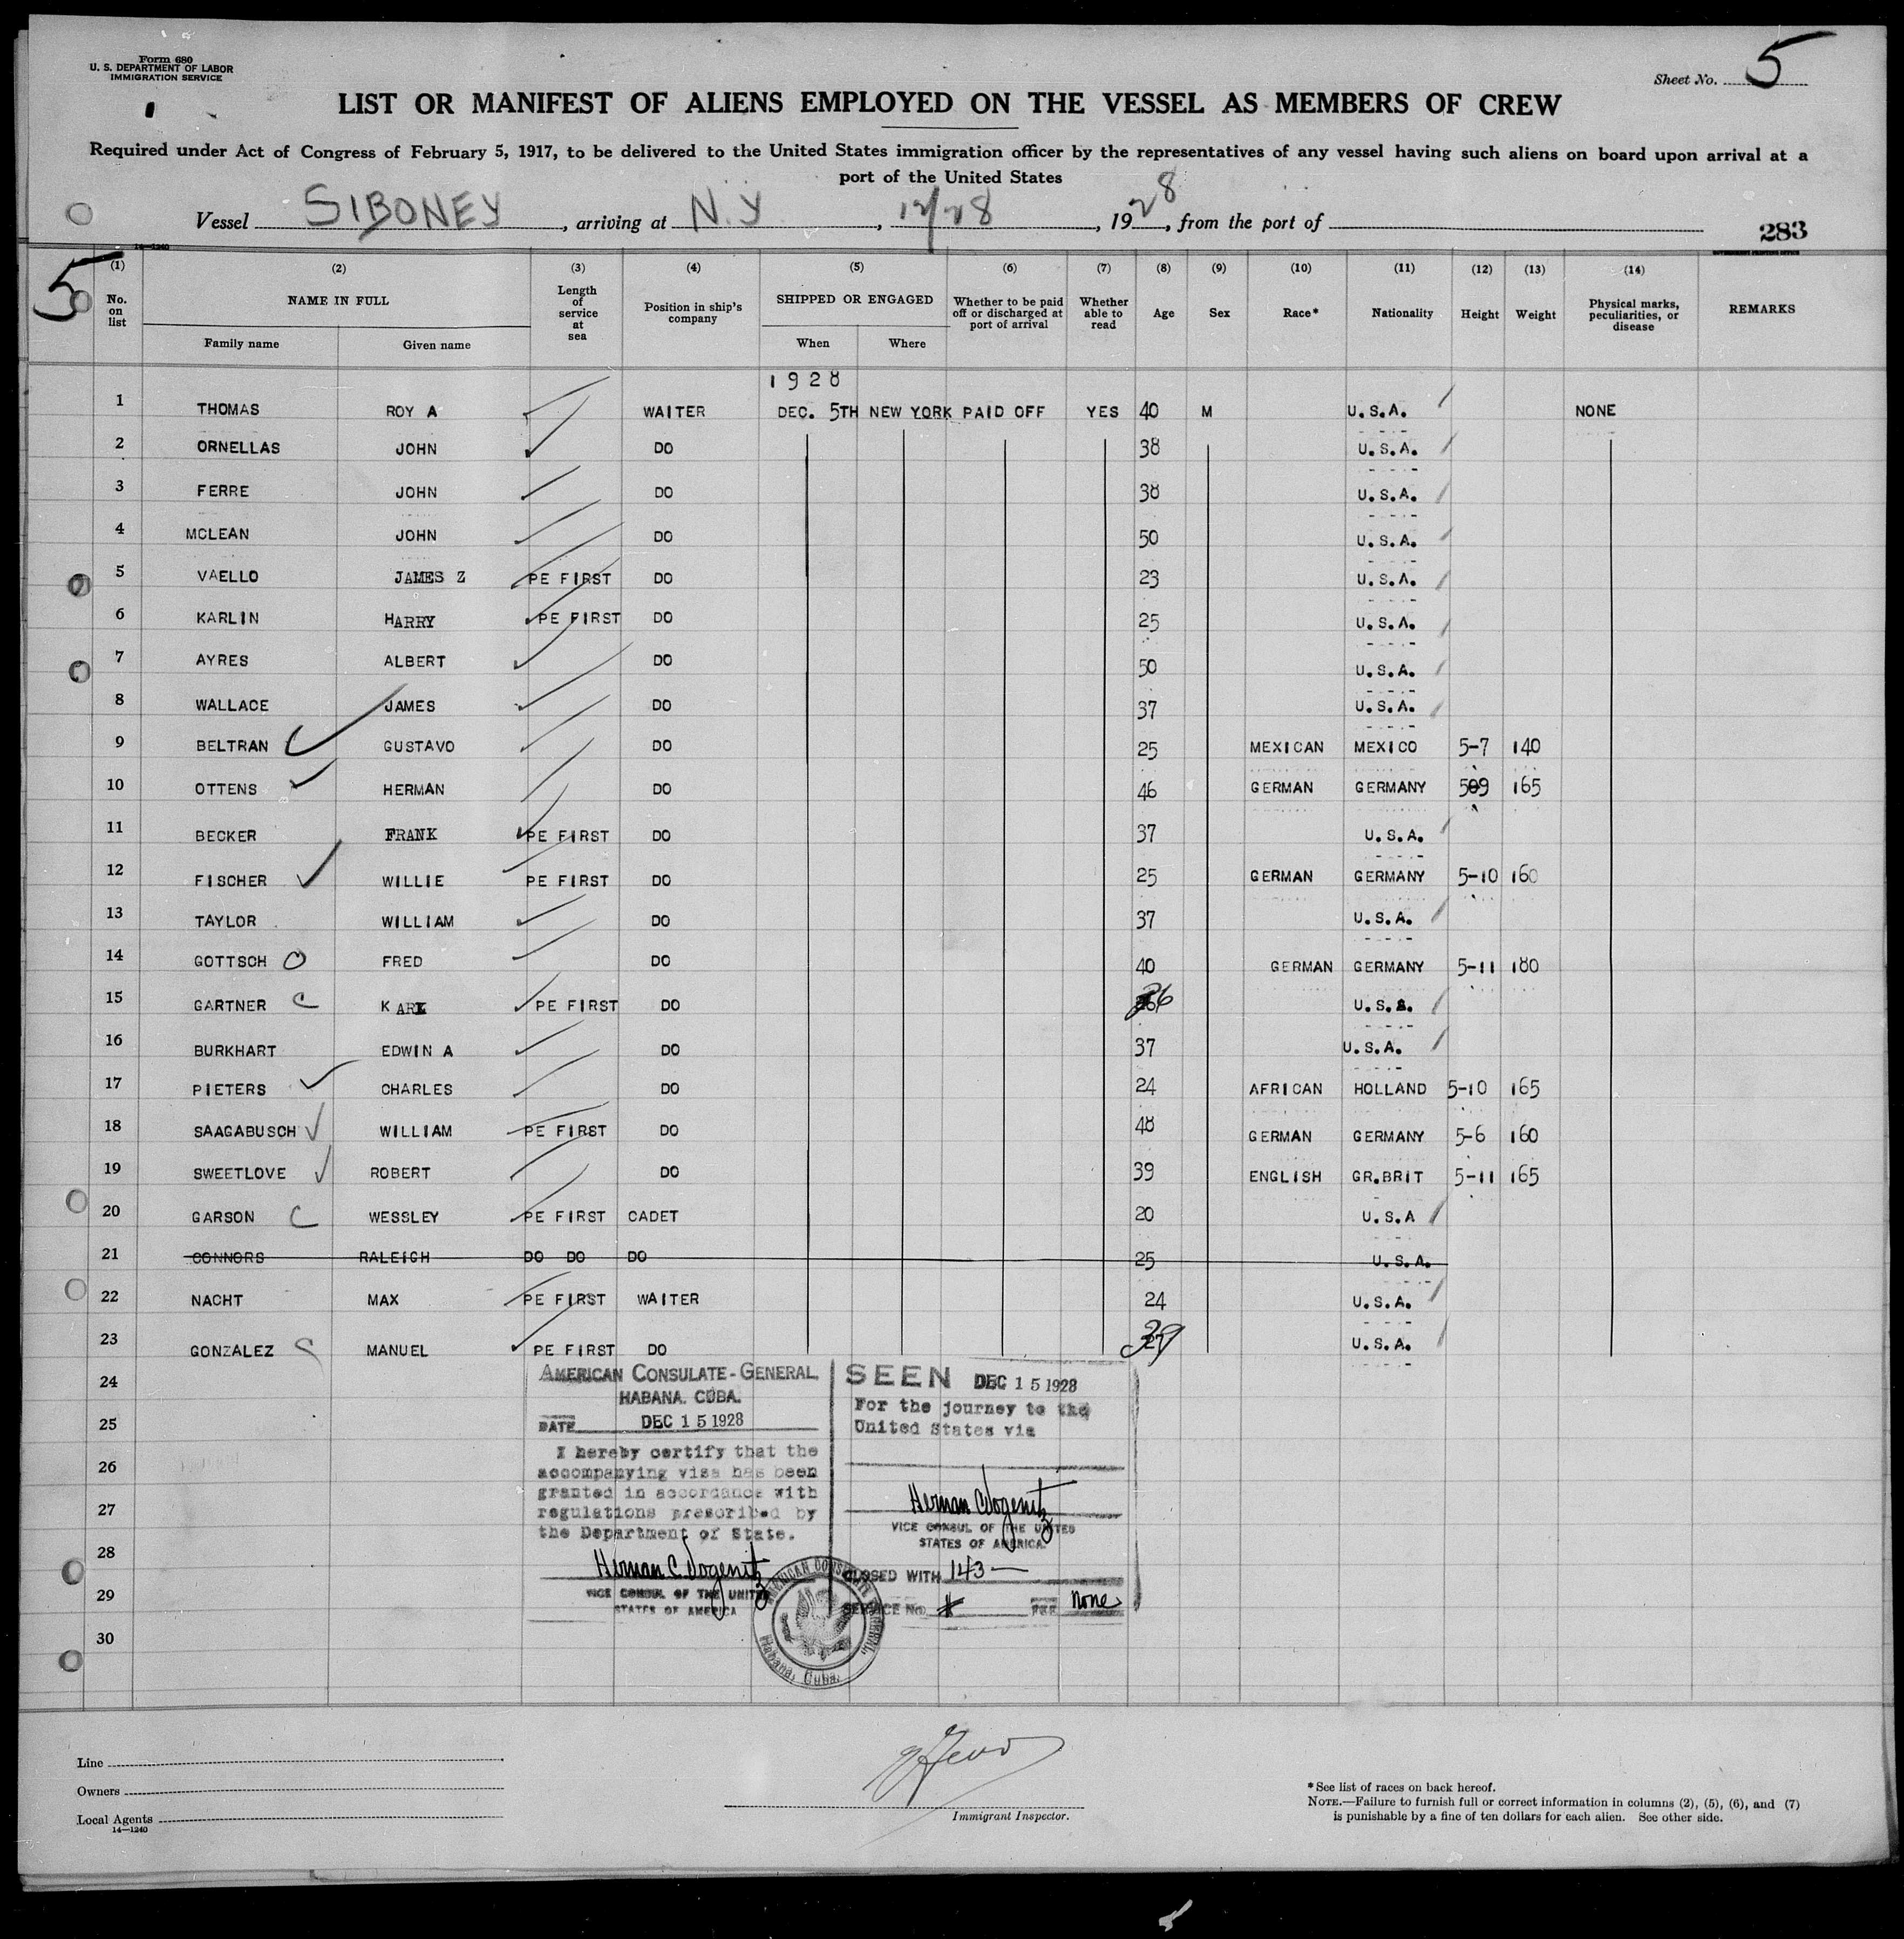 Form 680
U. S. DEPARTMENT OF LABOR
IMMIGRATION SERVICE
Sheet No. 5
LIST OR MANIFEST OF ALIENS EMPLOYED ON THE VESSEL AS MEMBERS OF CREW
Required under Act of Congress of February 5, 1917, to be delivered to the United States immigration officer by the representatives of any vessel having such aliens on board upon arrival at a
port of the United States
Vessel SIBONEY, arriving at N.Y, 12/28, 1928, from the port of
283
14—1240
5
(1) (2) (3) (4) (5) (6) (7) (8) (9) (10) (11) (12) (13) (14)
No. on list NAME IN FULL Length of service at sea Position in ship's company SHIPPED OR ENGAGED Whether to be paid off or discharged at port of arrival Whether able to read Age Sex Race* Nationality Height Weight Physical marks, peculiarities, or disease REMARKS
Family name Given name When Where
1928
1 THOMAS ROY A WAITER DEC. 5TH NEW YORK PAID OFF YES 40 M U.S.A. NONE
2 ORNELLAS JOHN DO 38 U.S.A.
3 FERRE JOHN DO 38 U.S.A.
4 MCLEAN JOHN DO 50 U.S.A.
5 VAELLO JAMES Z PE FIRST DO 23 U.S.A.
6 KARLIN HARRY PE FIRST DO 25 U.S.A.
7 AYRES ALBERT DO 50 U.S.A.
8 WALLACE JAMES DO 37 U.S.A.
9 BELTRAN GUSTAVO DO 25 MEXICAN MEXICO 5-7 140
10 OTTENS HERMAN DO 46 GERMAN GERMANY 509 165
11 BECKER FRANK PE FIRST DO 37 U.S.A.
12 FISCHER WILLIE PE FIRST DO 25 GERMAN GERMANY 5-10 160
13 TAYLOR WILLIAM DO 37 U.S.A.
14 GOTTSCH FRED DO 40 GERMAN GERMANY 5-11 180
15 GARTNER C KARL PE FIRST DO 26 U.S.A.
16 BURKHART EDWIN A DO 37 U.S.A.
17 PIETERS CHARLES DO 24 AFRICAN HOLLAND 5-10 165
18 SAAGABUSCH WILLIAM PE FIRST DO 48 GERMAN GERMANY 5-6 160
19 SWEETLOVE ROBERT DO 39 ENGLISH GR.BRIT 5-11 165
20 GARSON C WESSLEY PE FIRST CADET 20 U.S.A
21 CONNORS RALEIGH DO DO DO 25 U.S.A.
22 NACHT MAX PE FIRST WAITER 24 U.S.A.
23 GONZALEZ C MANUEL PE FIRST DO 39 U.S.A.
24
25
26
27
28
29
30
AMERICAN CONSULATE-GENERAL
HABANA. CUBA.
DATE DEC 15 1928
I hereby certify that the
accompanying visa has been
granted in accordance with
regulations prescribed by
the Department of State.
Hernan C.
VICE CONSUL OF THE UNITED
STATES OF AMERICA
SEEN DEC 15 1928
For the journey to the
United States via
Hernan C
VICE CONSUL OF THE UNITED
STATES OF AMERICA
CLOSED WITH 143—
SERVICE No. FEE none
AMERICAN CONSULATE GENERAL.
Habana, Cuba.
Line
Owners
Local Agents
14—1240
Immigrant Inspector.
*See list of races on back hereof.
NOTE.—Failure to furnish full or correct information in columns (2), (5), (6), and (7)
is punishable by a fine of ten dollars for each alien. See other side.